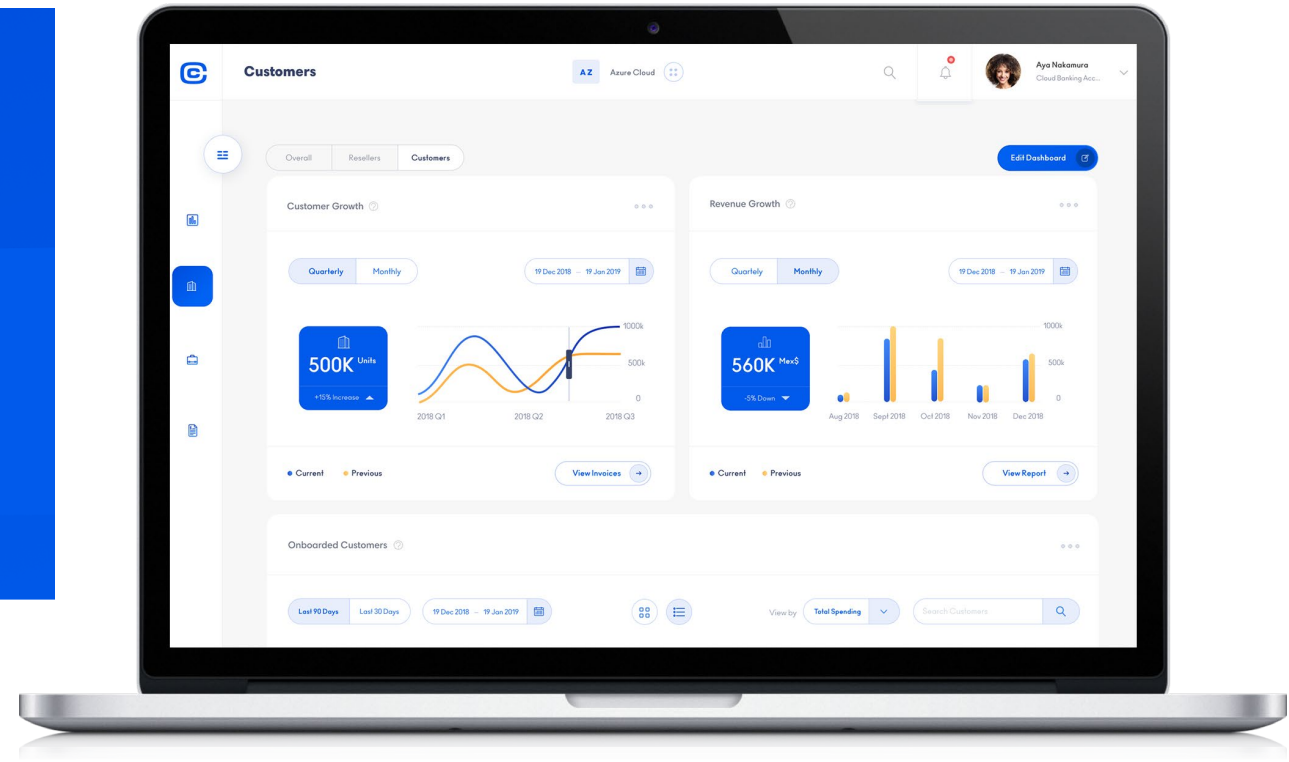 Customers
AZ Azure Cloud
Aya Nakamura
Cloud Banking Acc...
Overall Resellers Customers
Edit Dashboard
Customer Growth
Quarterly Monthly
19 Dec 2018 – 19 Jan 2019
500K Units
+15% Increase
1000k
500k
0
2018 Q1 2018 Q2 2018 Q3
Current Previous
View Invoices
Revenue Growth
Quartely Monthly
19 Dec 2018 – 19 Jan 2019
560K Mex$
-5% Down
1000k
500k
0
Aug 2018 Sept 2018 Oct 2018 Nov 2018 Dec 2018
Current Previous
View Report
Onboarded Customers
Last 90 Days Last 30 Days 19 Dec 2018 – 19 Jan 2019
View by Total Spending Search Customers